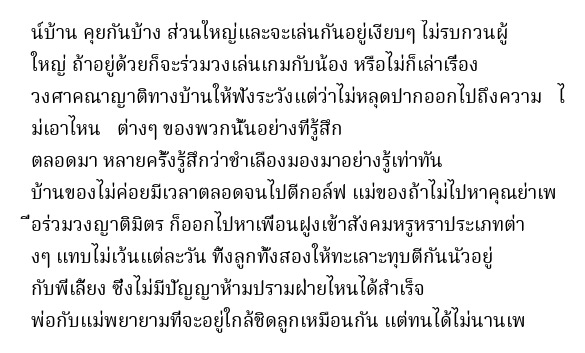 น์บ้าน คุยกันบ้าง ส่วนใหญ่และจะเล่นกันอยู่เงียบๆ ไม่รบกวนผู้
ใหญ่ ถ้าอยู่ด้วยก็จะร่วมวงเล่นเกมกับน้อง หรือไม่ก็เล่าเรื่อง
วงศาคณาญาติทางบ้านให้ฟังระวังแต่ว่าไม่หลุดปากออกไปถึงความ ไ
ม่เอาไหน ต่างๆ ของพวกนั้นอย่างที่รู้สึก
ตลอดมา หลายครั้งรู้สึกว่าชำเลืองมองมาอย่างรู้เท่าทัน
บ้านของไม่ค่อยมีเวลาตลอดจนไปตีกอล์ฟ แม่ของถ้าไม่ไปหาคุณย่าเพ
ื่อร่วมวงญาติมิตร ก็ออกไปหาเพื่อนฝูงเข้าสังคมหรูหราประเภทต่า
งๆ แทบไม่เว้นแต่ละวัน ทิ้งลูกทั้งสองให้ทะเลาะทุบตีกันนัวอยู่
กับพี่เลี้ยง ซึ่งไม่มีปัญญาห้ามปรามฝ่ายไหนได้สำเร็จ
พ่อกับแม่พยายามที่จะอยู่ใกล้ชิดลูกเหมือนกัน แต่ทนได้ไม่นานเพ